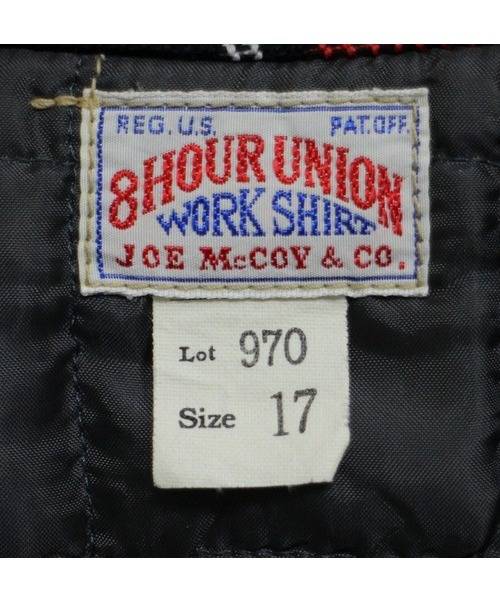 REG. U.S. PAT. OFF.
8 HOUR UNION
WORK SHIRT
JOE McCOY & CO.
Lot 970
Size 17